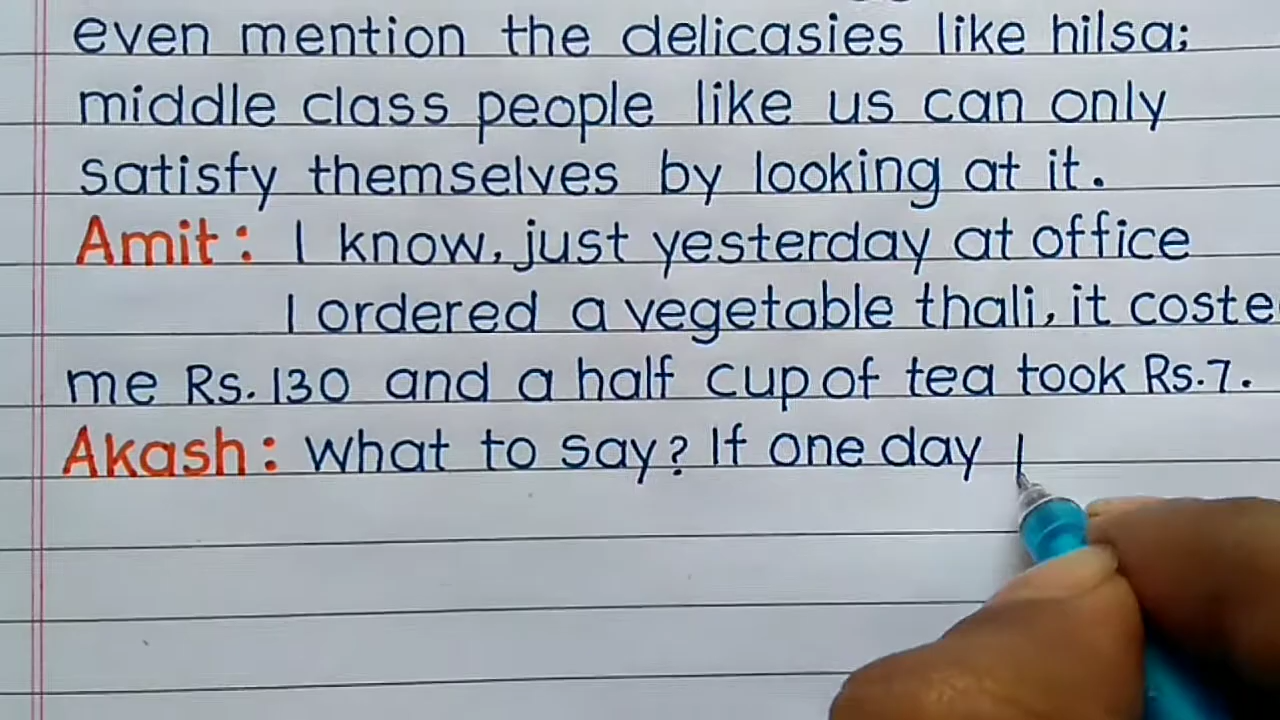 even mention the delicasies like hilsa;
middle class people like us can only
satisfy themselves by looking at it.
Amit: I know, just yesterday at office
I ordered a vegetable thali, it coste
me Rs. 130 and a half cup of tea took Rs.7.
Akash: What to say? If one day I